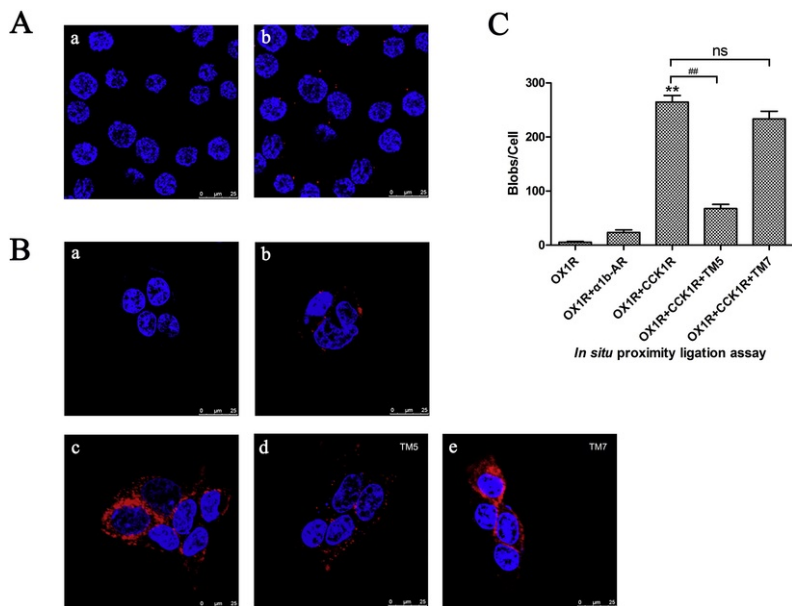 A
a
0 µm 25
b
0 µm 25
B
a
0 µm 25
b
0 µm 25
c
0 µm 25
d
TM5
0 µm 25
e
TM7
0 µm 25
C
ns
##
**
300
200
100
0
Blobs/Cell
OX1R
OX1R+α1b-AR
OX1R+CCK1R
OX1R+CCK1R+TM5
OX1R+CCK1R+TM7
In situ proximity ligation assay